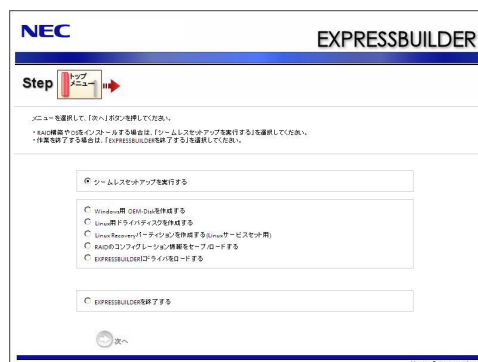 NEC
EXPRESSBUILDER
Step
トップ
メニュー
メニューを選択して、「次へ」ボタンを押してください。
・RAID構築やOSをインストールする場合は、「シームレスセットアップを実行する」を選択してください。
・作業を終了する場合は、「EXPRESSBUILDERを終了する」を選択してください。
シームレスセットアップを実行する
Windows用 OEM-Diskを作成する
Linux用ドライバディスクを作成する
Linux Recoveryパーティションを作成する(Linuxサービスセット用)
RAIDのコンフィグレーション情報をセーブ/ロードする
EXPRESSBUILDERにドライバをロードする
EXPRESSBUILDERを終了する
次へ